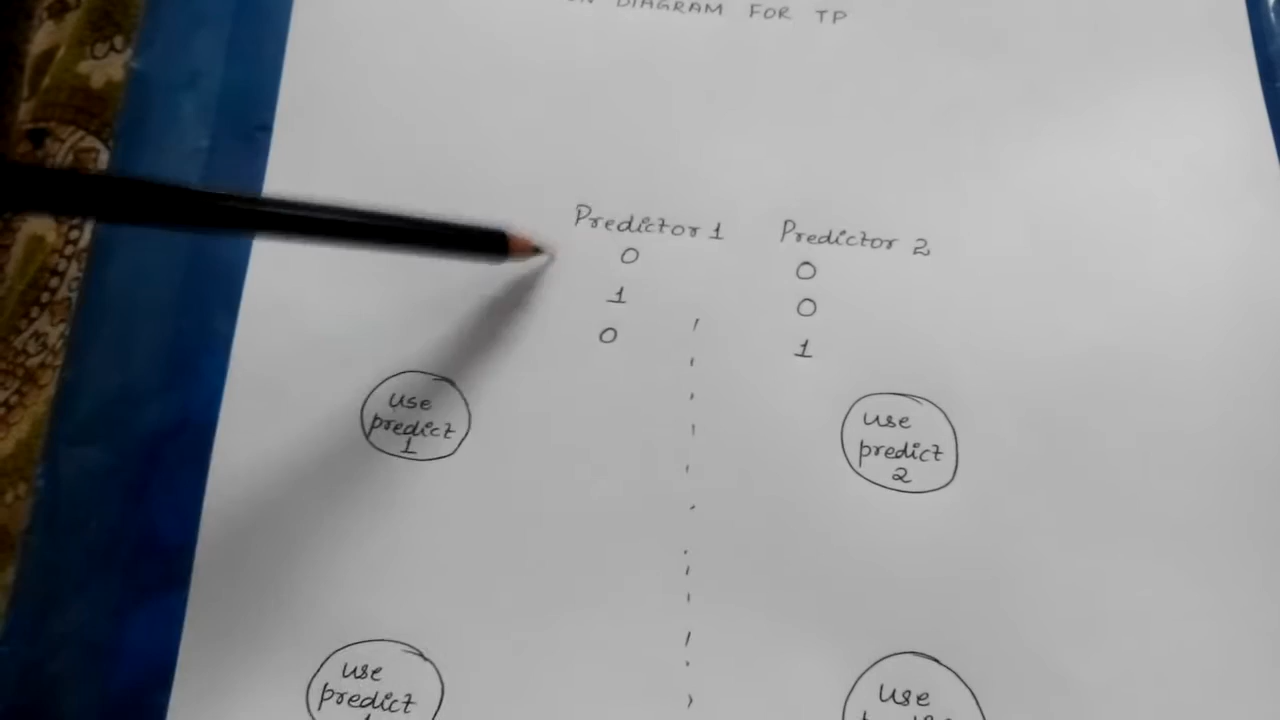 DIAGRAM FOR TP
Predictor 1 Predictor 2
0 0
1 0
0 1
use
predict
1
use
predict
2
use
predict
use